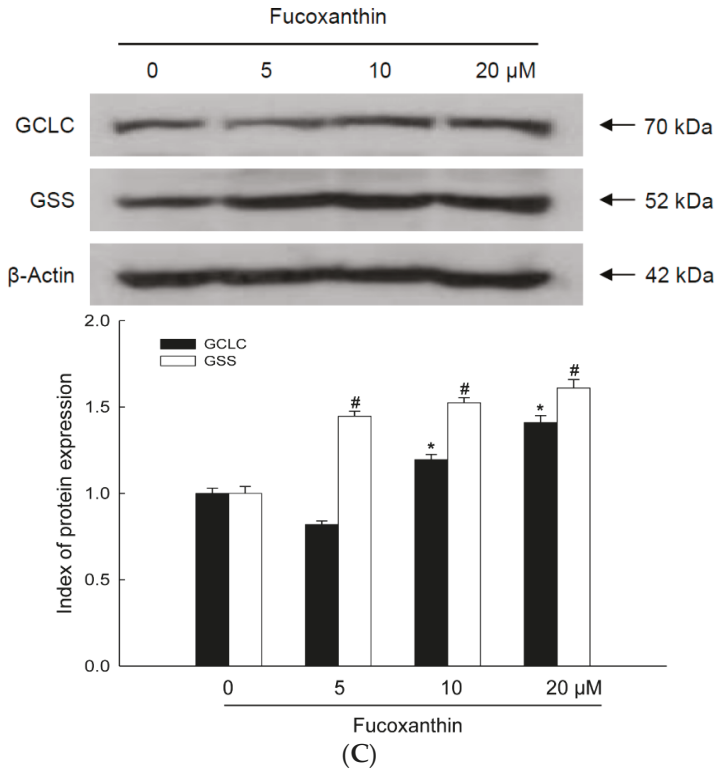 Fucoxanthin
0 5 10 20 μM
GCLC 70 kDa
GSS 52 kDa
β-Actin 42 kDa
2.0
GCLC
GSS
# # #
1.5
* *
1.0
0.5
0.0
Index of protein expression
0 5 10 20 μM
Fucoxanthin
(C)